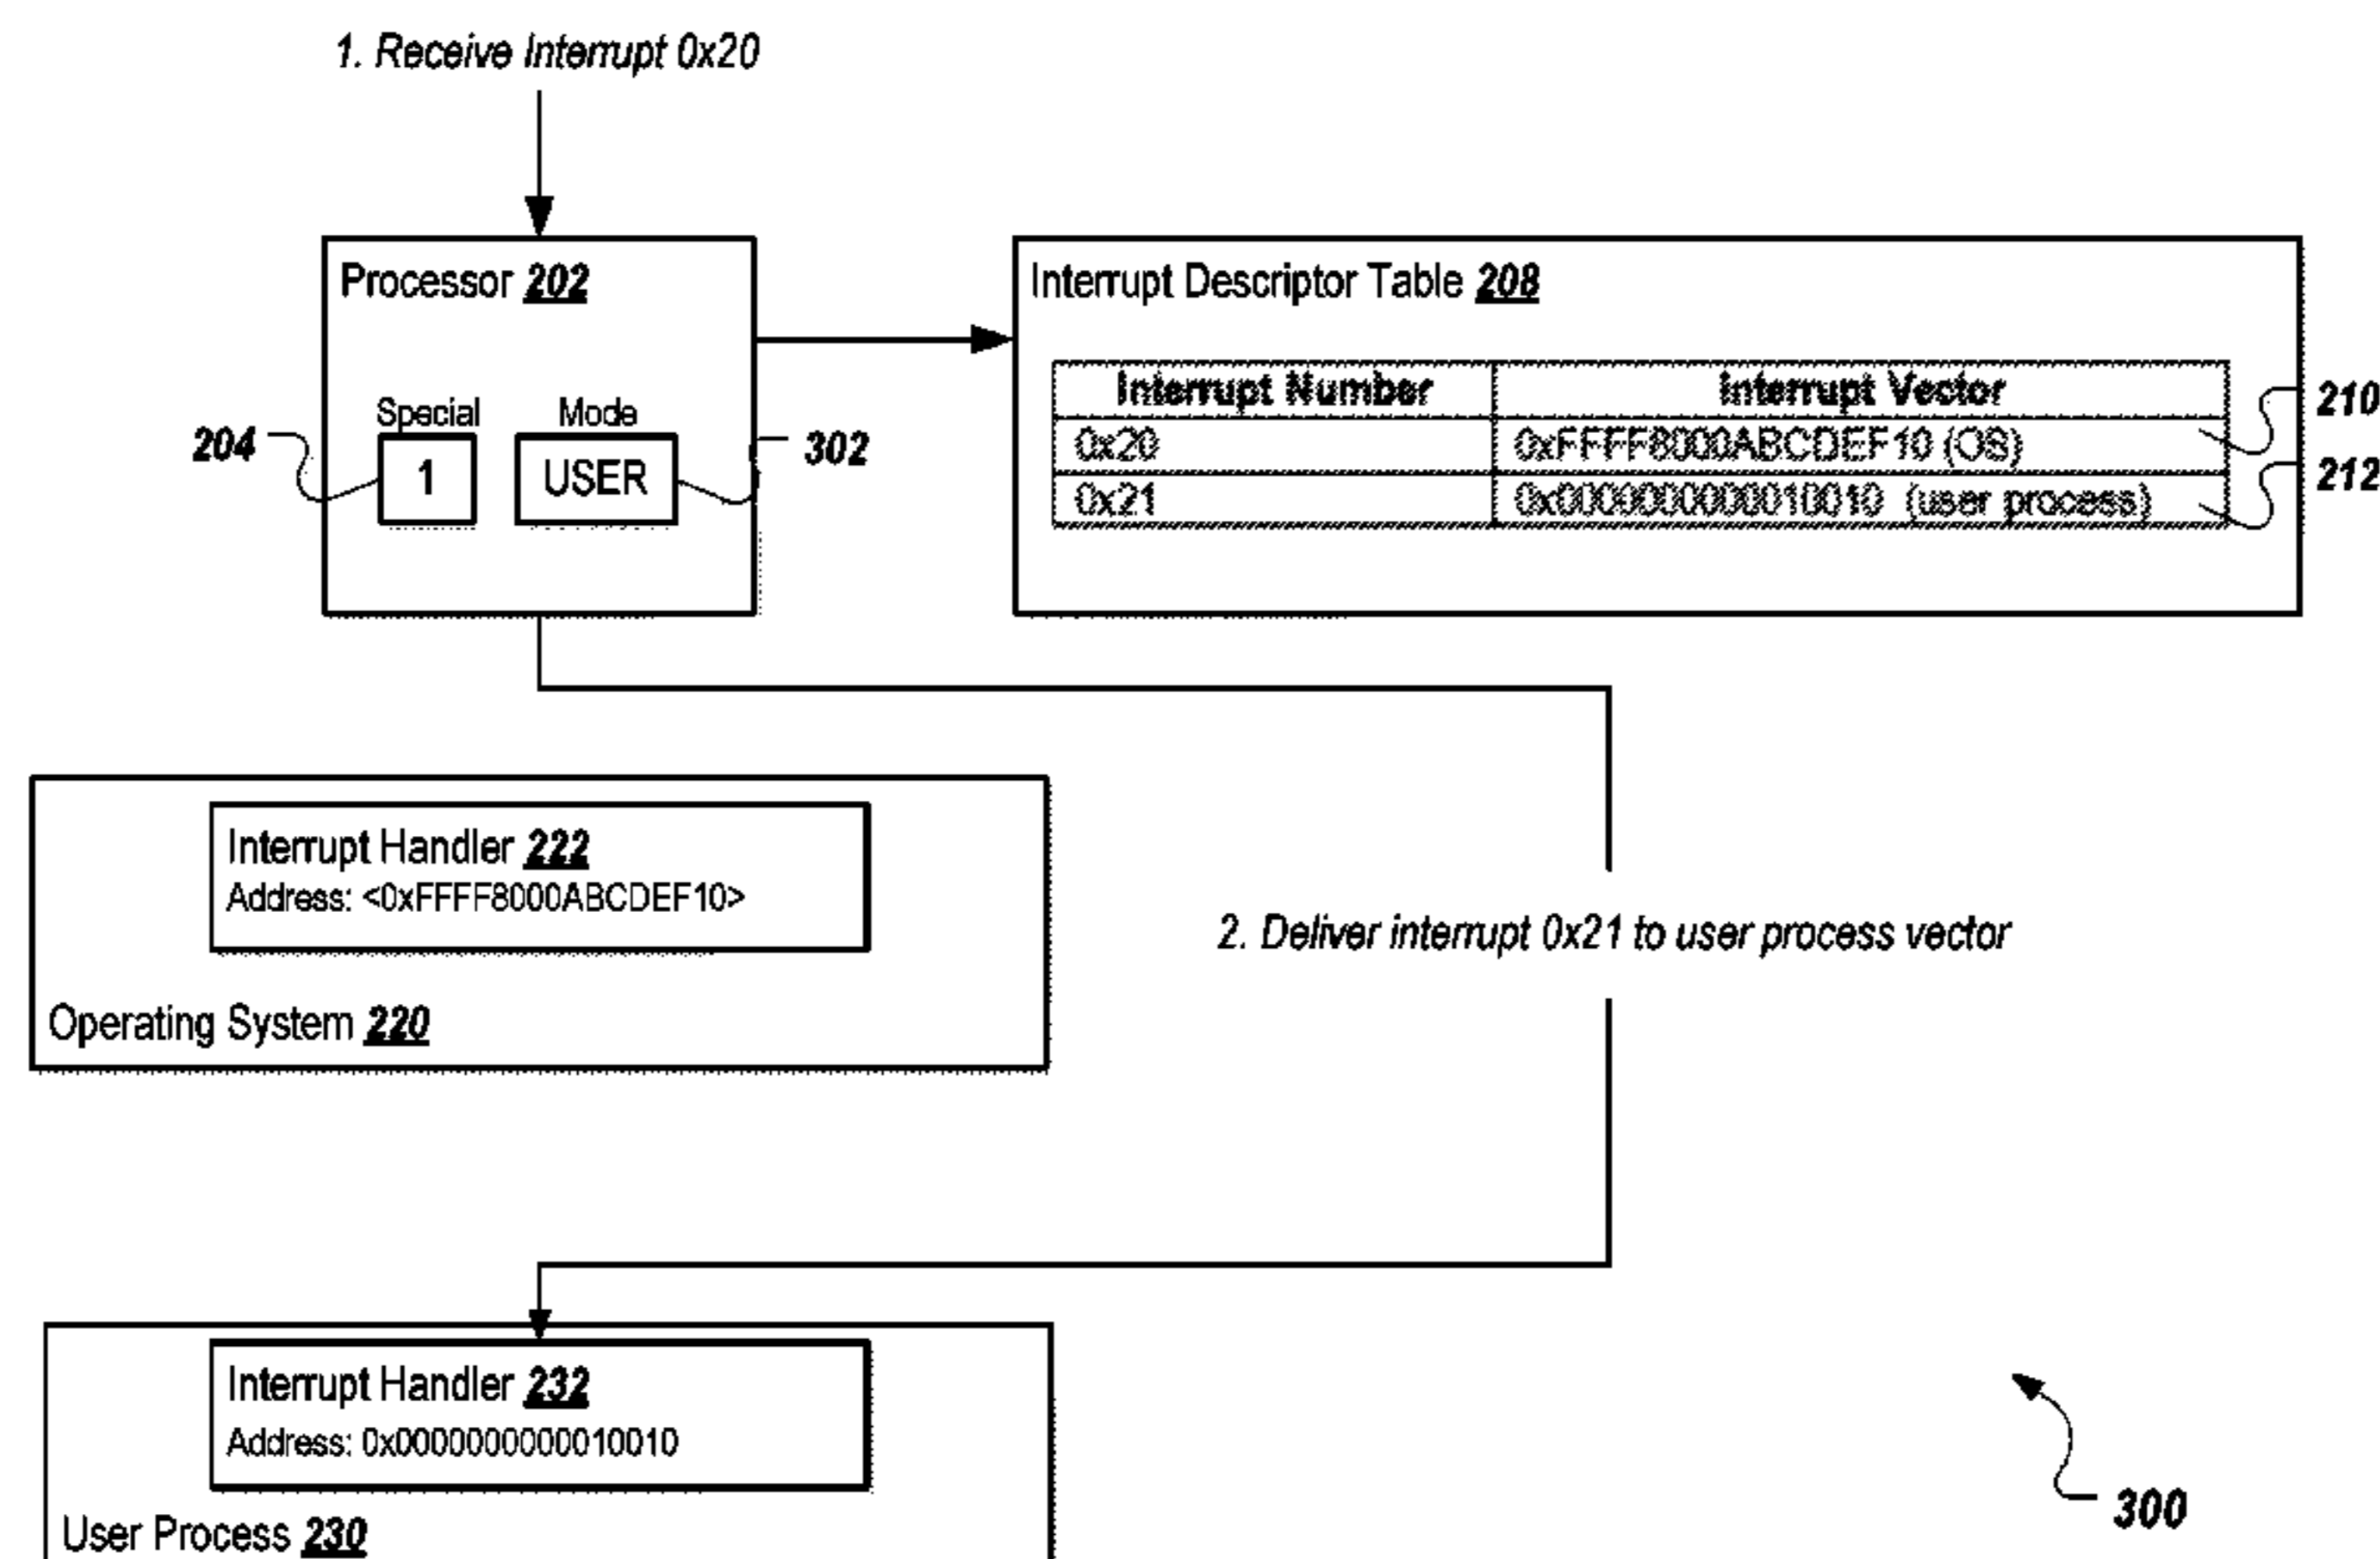 1. Receive Interrupt 0x20
Processor 202
Special Mode
204 1 USER 302
Interrupt Descriptor Table 208
Interrupt Number Interrupt Vector
0x20 0xFFFF8000ABCDEF10 (OS) 210
0x21 0x0000000000010010 (user process) 212
Interrupt Handler 222
Address: <0xFFFF8000ABCDEF10>
Operating System 220
2. Deliver interrupt 0x21 to user process vector
Interrupt Handler 232
Address: 0x0000000000010010
User Process 230
300